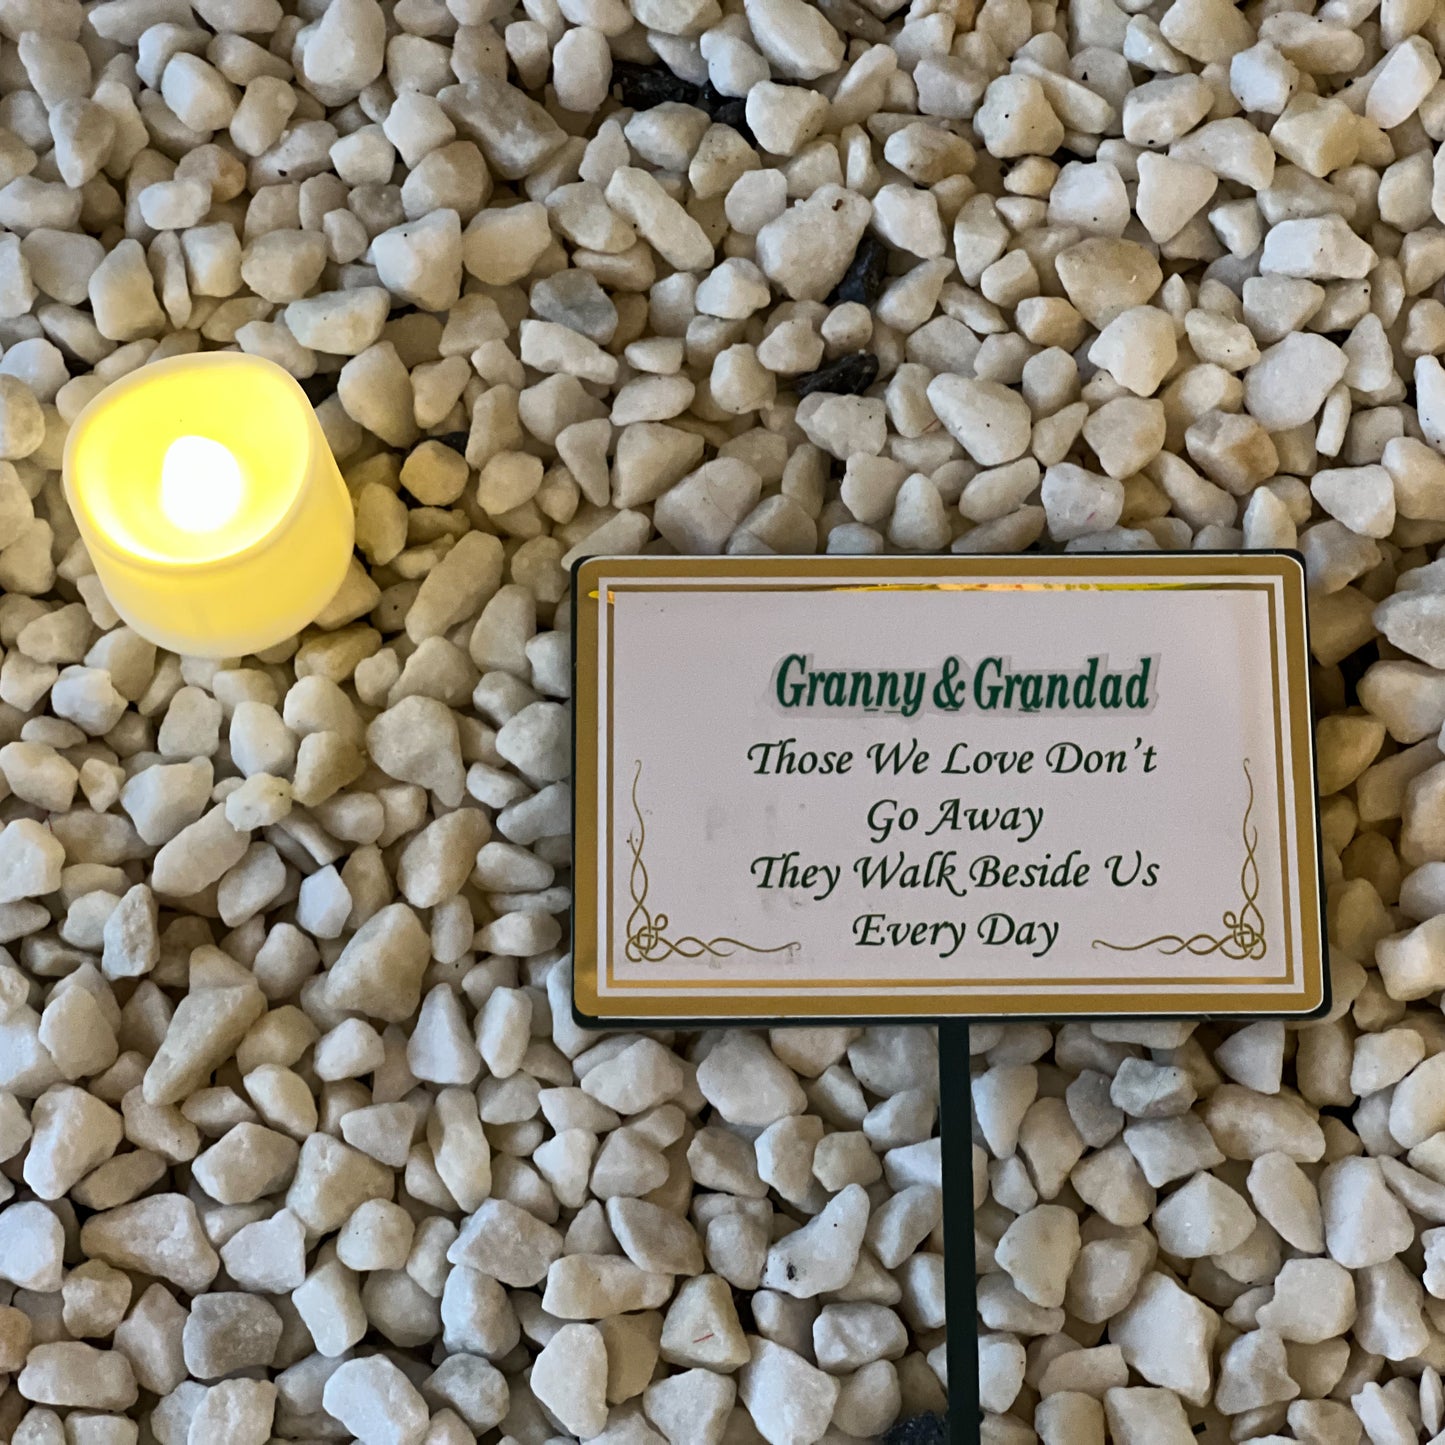 Granny & Grandad
Those We Love Don't
Go Away
They Walk Beside Us
Every Day